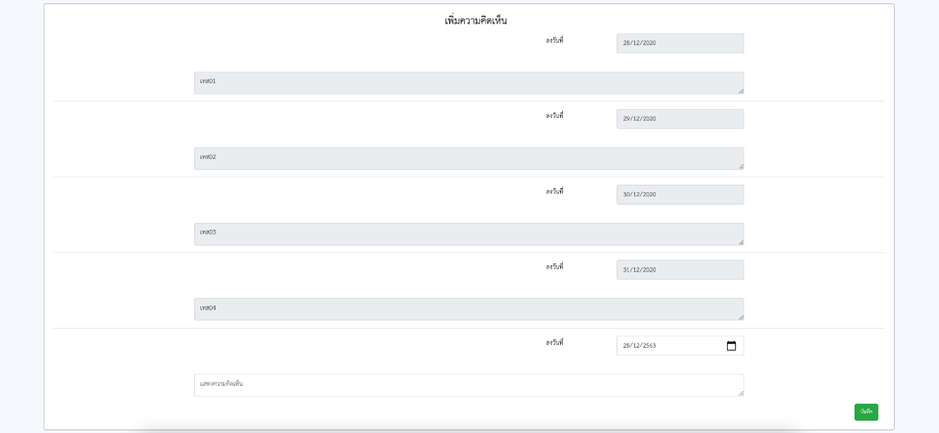 เพิ่มความคิดเห็น
ลงวันที่ 28/12/2020
เทส01
ลงวันที่ 29/12/2020
เทส02
ลงวันที่ 30/12/2020
เทส03
ลงวันที่ 31/12/2020
เทส04
ลงวันที่ 28/12/2563
แสดงความคิดเห็น
บันทึก